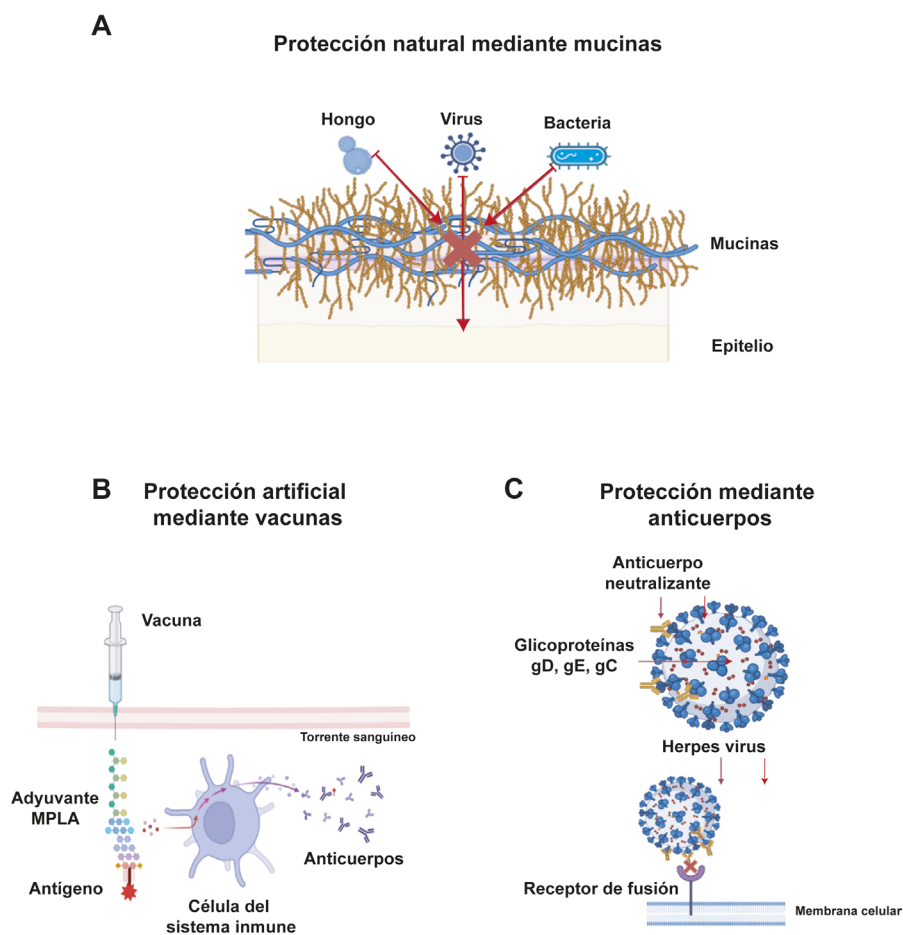 A
Protección natural mediante mucinas
Hongo
Virus
Bacteria
Mucinas
Epitelio
B
Protección artificial
mediante vacunas
Vacuna
Torrente sanguíneo
Adyuvante
MPLA
Anticuerpos
Antígeno
Célula del
sistema inmune
C
Protección mediante
anticuerpos
Anticuerpo
neutralizante
Glicoproteínas
gD, gE, gC
Herpes virus
Receptor de fusión
Membrana celular